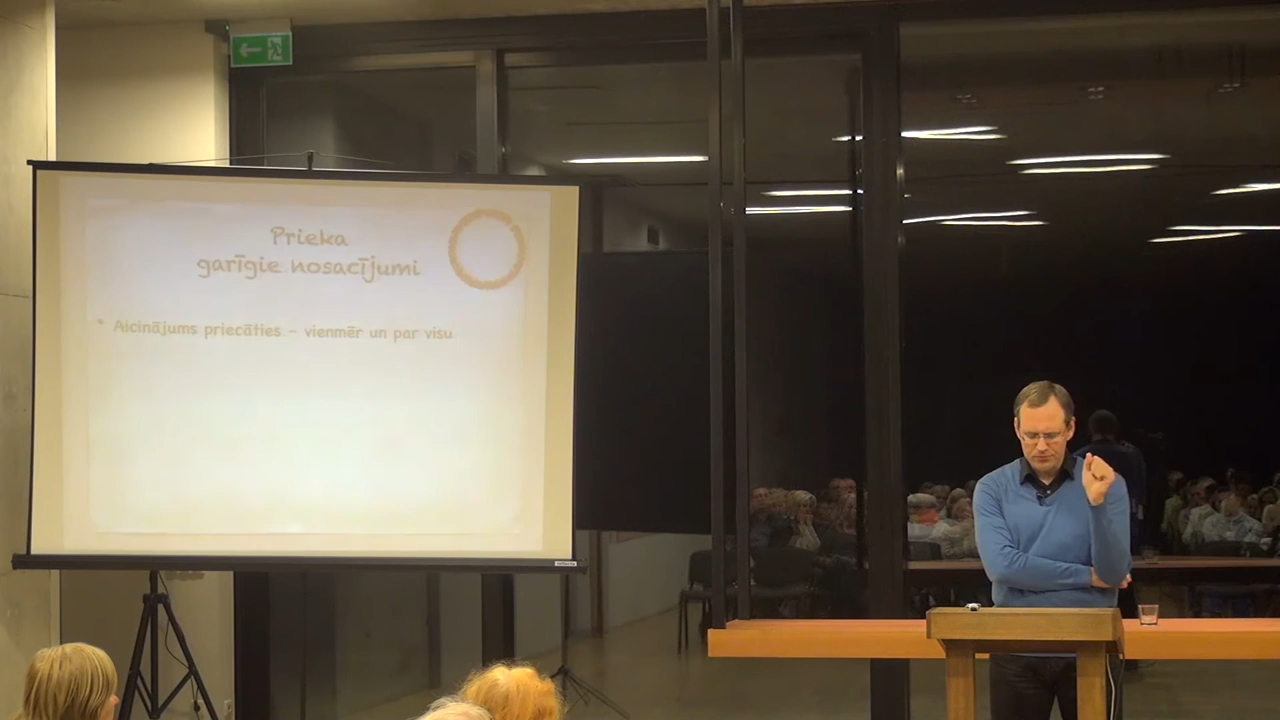 Prieka
garīgie nosacījumi
* Aicinājums priecāties - vienmēr un par visu